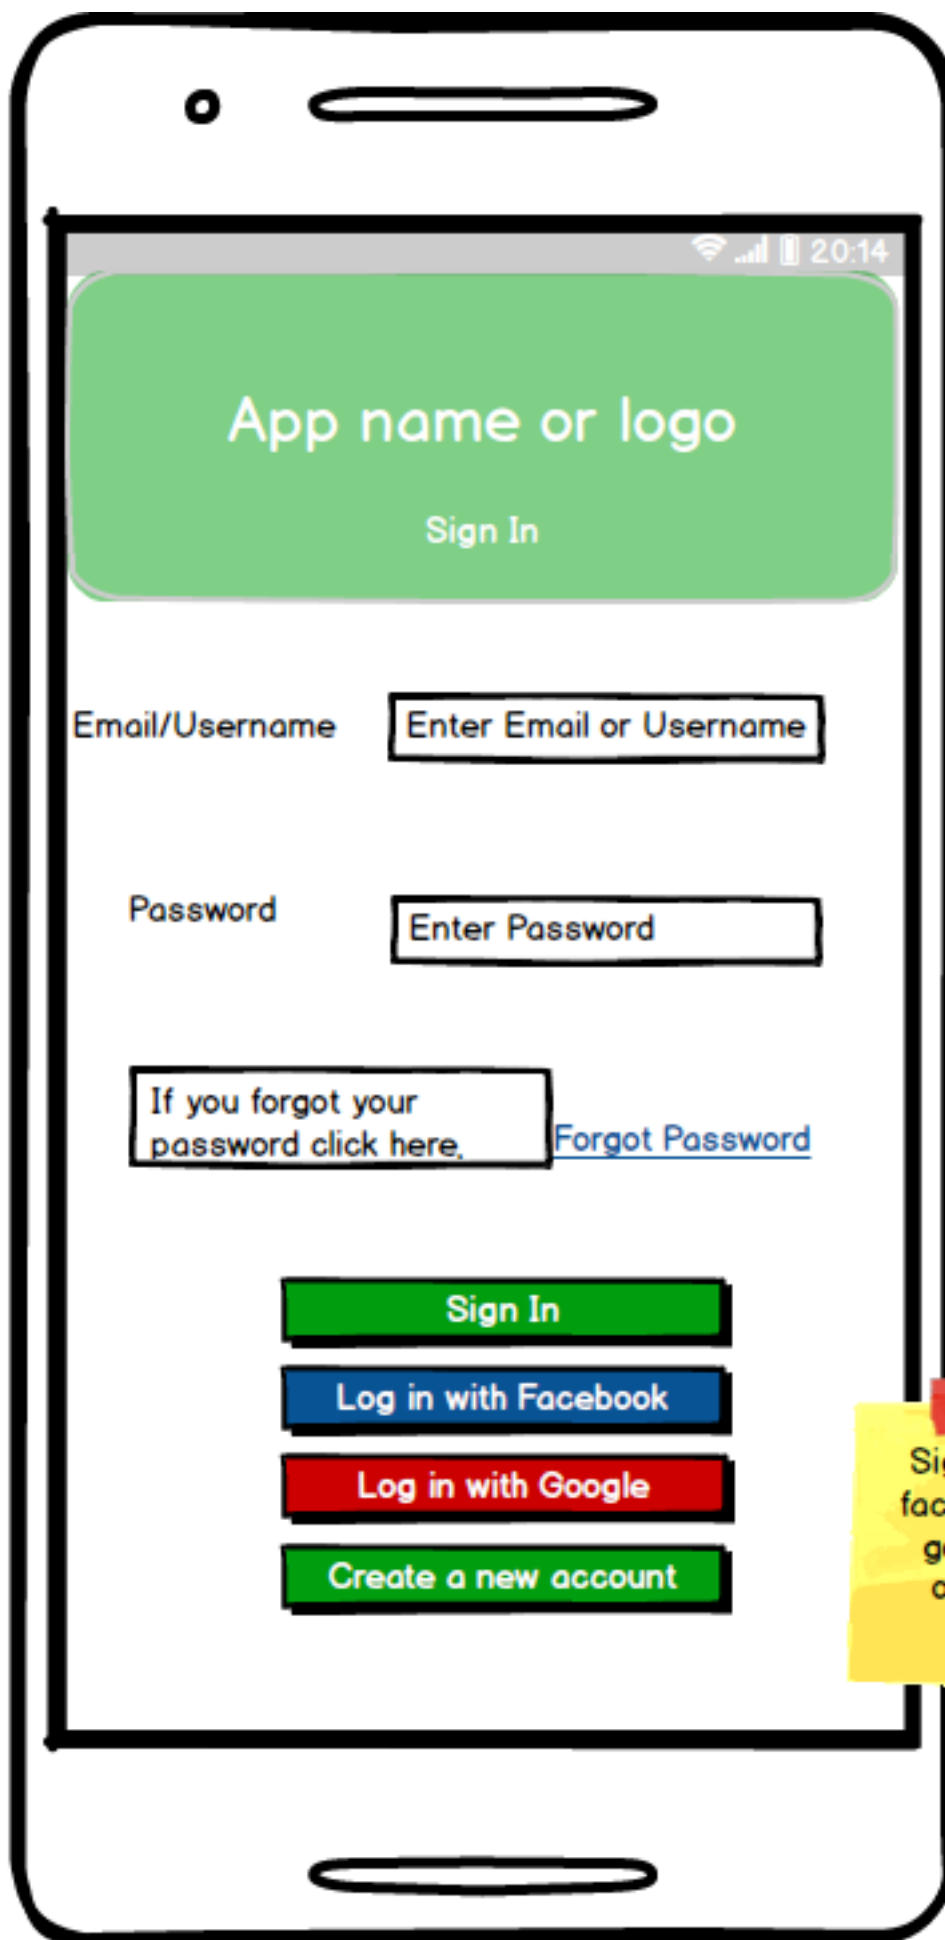 20:14
App name or logo
Sign In
Email/Username
Enter Email or Username
Password
Enter Password
If you forgot your
password click here.
Forgot Password
Sign In
Log in with Facebook
Log in with Google
Create a new account